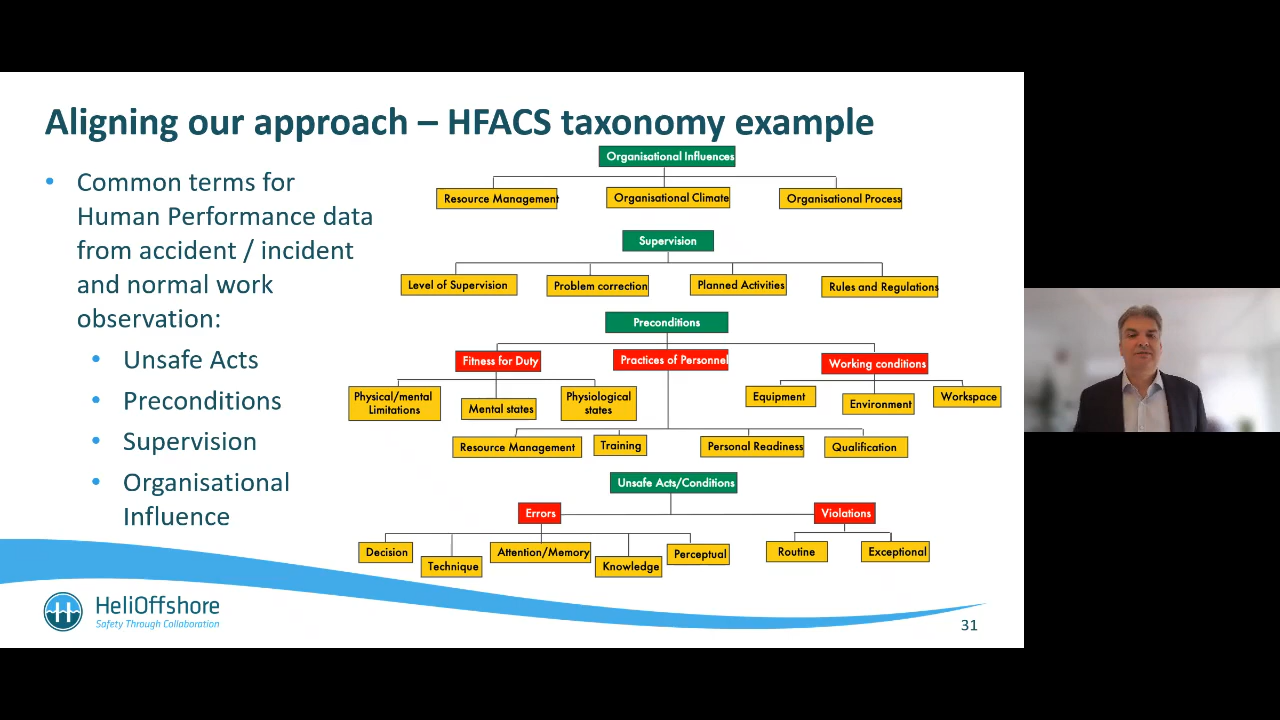 Aligning our approach – HFACS taxonomy example
• Common terms for
Human Performance data
from accident / incident
and normal work
observation:
• Unsafe Acts
• Preconditions
• Supervision
• Organisational
Influence
Organisational Influences
Resource Management
Organisational Climate
Organisational Process
Supervision
Level of Supervision
Problem correction
Planned Activities
Rules and Regulations
Preconditions
Fitness for Duty
Practices of Personnel
Working conditions
Physical/mental
Limitations
Mental states
Physiological
states
Equipment
Environment
Workspace
Resource Management
Training
Personal Readiness
Qualification
Unsafe Acts/Conditions
Errors
Violations
Decision
Technique
Attention/Memory
Knowledge
Perceptual
Routine
Exceptional
HeliOffshore
Safety Through Collaboration
31